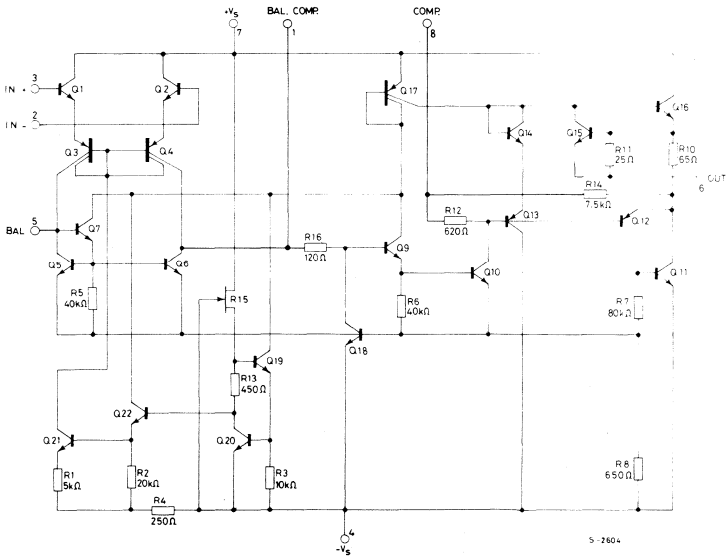 +Vs
BAL. COMP.
COMP.
7
1
8
3
IN +
Q1
Q2
Q17
Q16
2
IN -
Q14
Q15
R11
25Ω
R10
65Ω
Q3
Q4
OUT
6
R14
7.5kΩ
5
BAL
Q7
R16
120Ω
R12
620Ω
Q13
Q12
Q9
Q5
Q6
Q10
Q11
R5
40kΩ
R15
R6
40kΩ
R7
80kΩ
Q18
Q19
R13
450Ω
Q22
Q21
Q20
R1
5kΩ
R2
20kΩ
R3
10kΩ
R8
650Ω
R4
250Ω
4
-Vs
S-2604